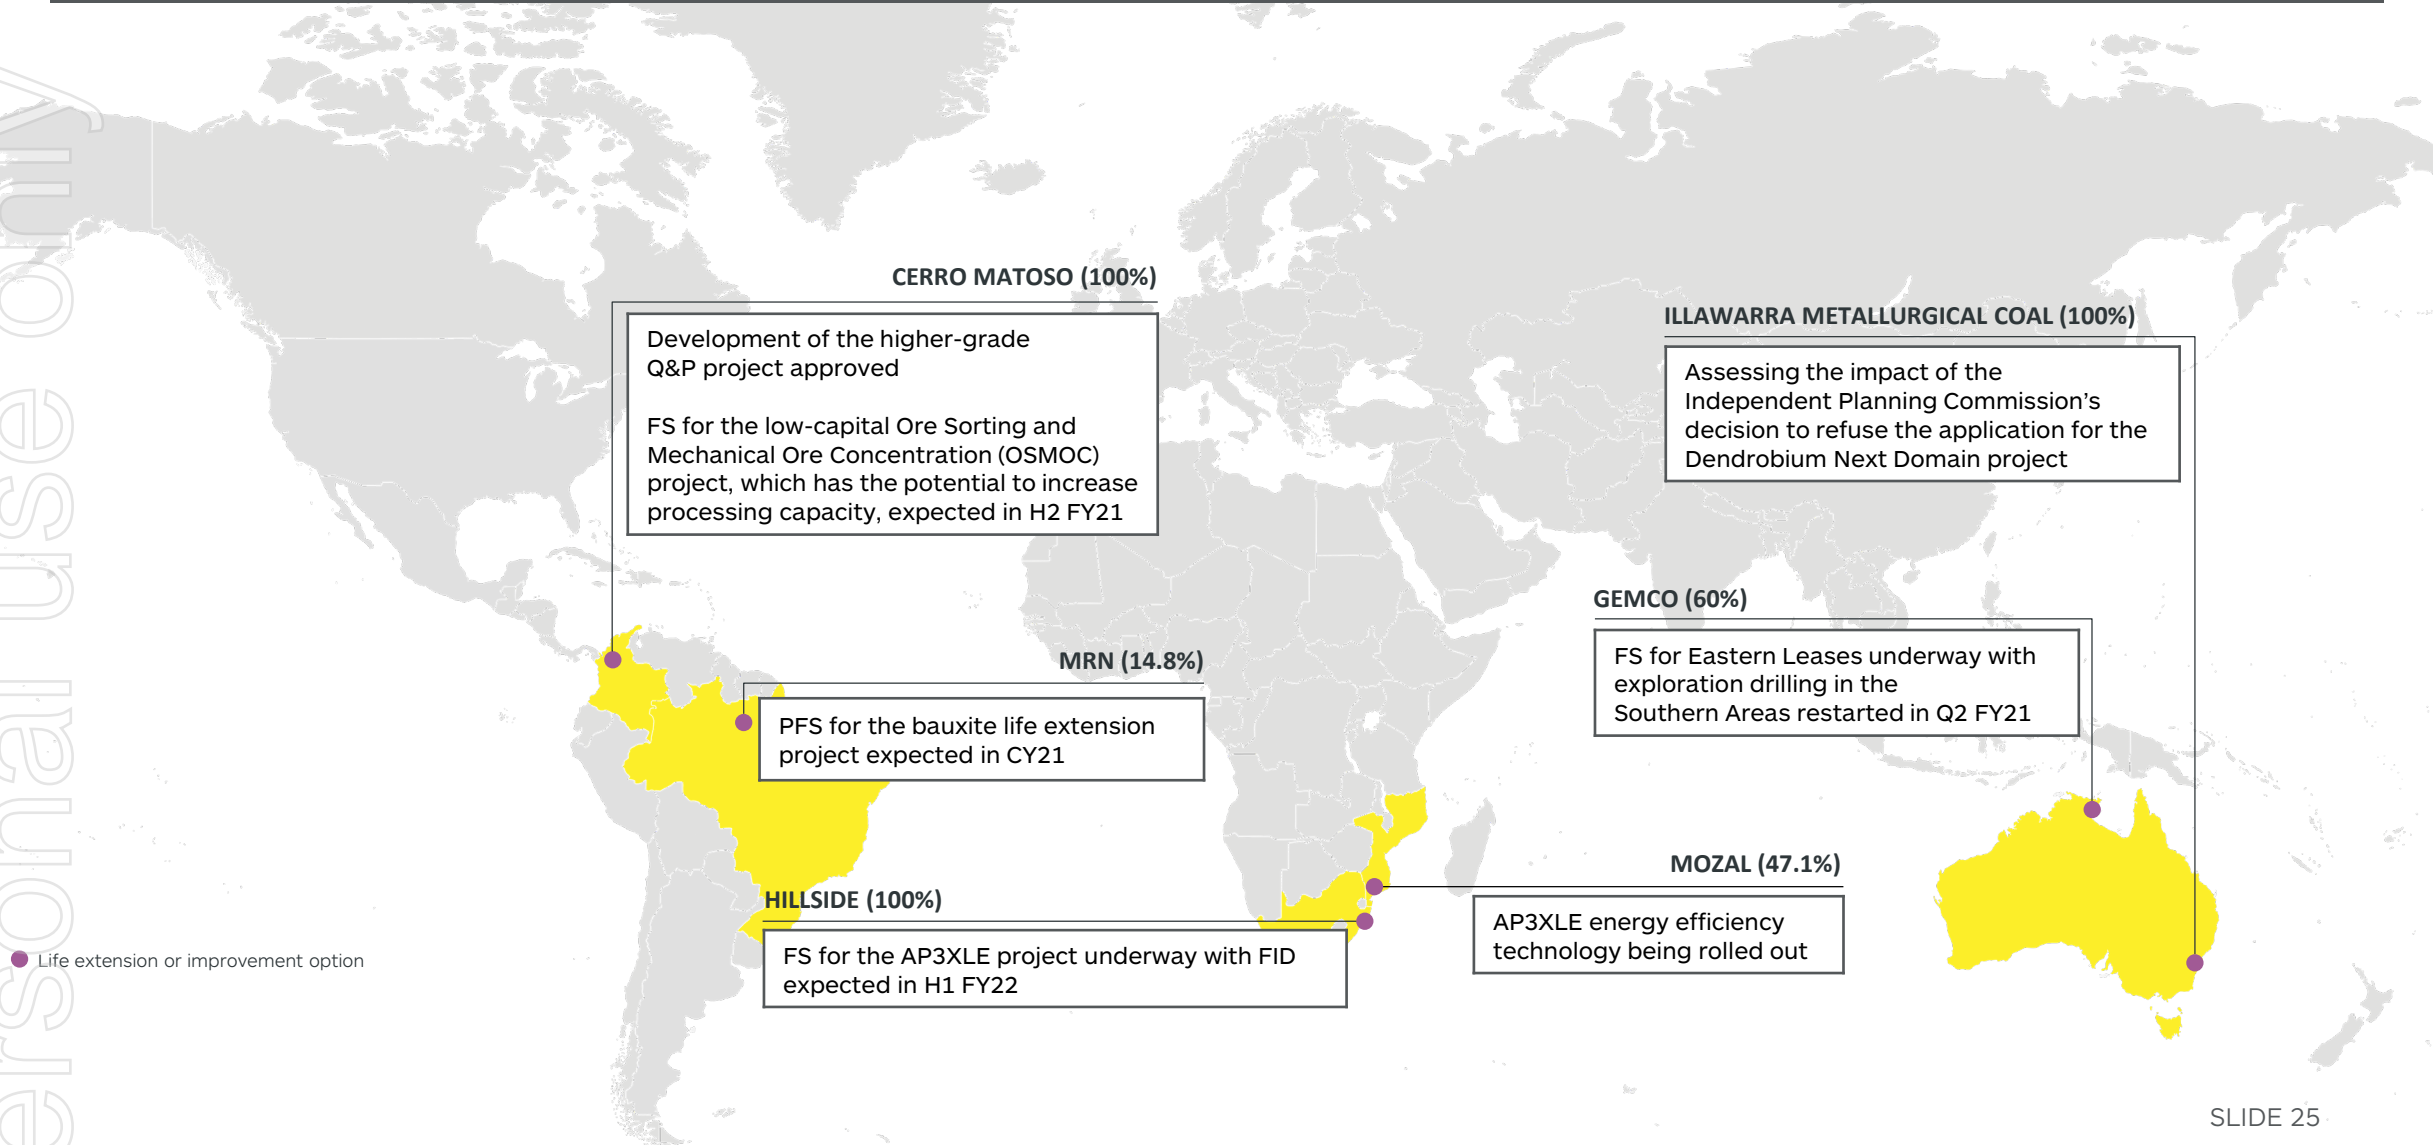 CERRO MATOSO (100%)
Development of the higher-grade
Q&P project approved
FS for the low-capital Ore Sorting and
Mechanical Ore Concentration (OSMOC)
project, which has the potential to increase
processing capacity, expected in H2 FY21
ILLAWARRA METALLURGICAL COAL (100%)
Assessing the impact of the
Independent Planning Commission’s
decision to refuse the application for the
Dendrobium Next Domain project
GEMCO (60%)
FS for Eastern Leases underway with
exploration drilling in the
Southern Areas restarted in Q2 FY21
MRN (14.8%)
PFS for the bauxite life extension
project expected in CY21
MOZAL (47.1%)
AP3XLE energy efficiency
technology being rolled out
HILLSIDE (100%)
FS for the AP3XLE project underway with FID
expected in H1 FY22
Life extension or improvement option
SLIDE 25
ersonal use only